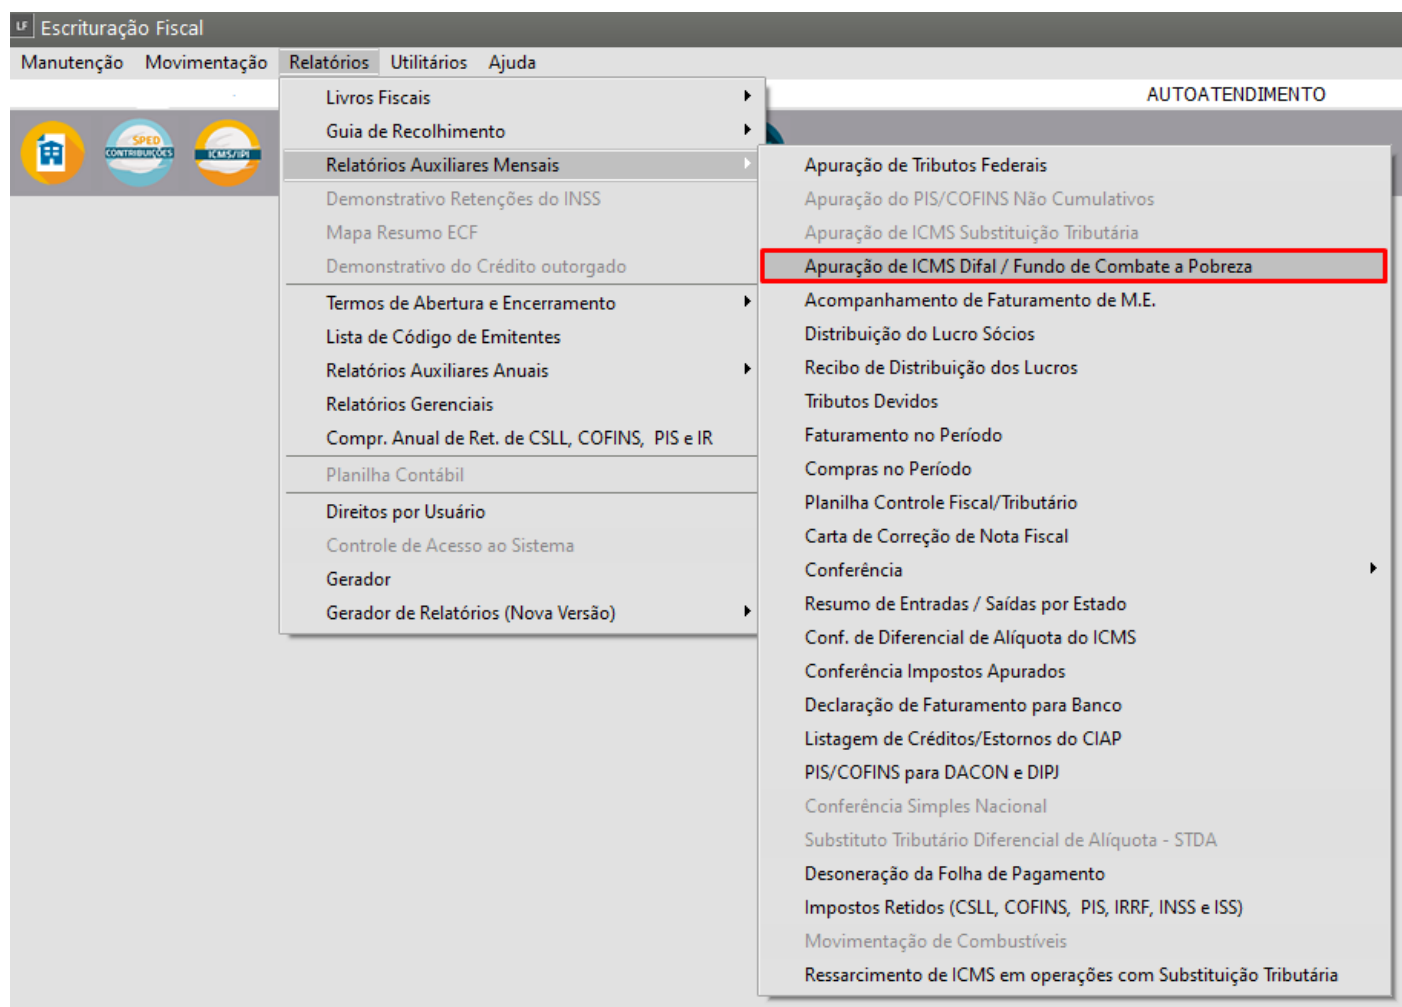 LF Escrituração Fiscal
Manutenção Movimentação Relatórios Utilitários Ajuda
AUTOATENDIMENTO
SPED CONTRIBUIÇÕES
ICMS/IPI
Livros Fiscais
Guia de Recolhimento
Relatórios Auxiliares Mensais
Demonstrativo Retenções do INSS
Mapa Resumo ECF
Demonstrativo do Crédito outorgado
Termos de Abertura e Encerramento
Lista de Código de Emitentes
Relatórios Auxiliares Anuais
Relatórios Gerenciais
Compr. Anual de Ret. de CSLL, COFINS, PIS e IR
Planilha Contábil
Direitos por Usuário
Controle de Acesso ao Sistema
Gerador
Gerador de Relatórios (Nova Versão)
Apuração de Tributos Federais
Apuração do PIS/COFINS Não Cumulativos
Apuração de ICMS Substituição Tributária
Apuração de ICMS Difal / Fundo de Combate a Pobreza
Acompanhamento de Faturamento de M.E.
Distribuição do Lucro Sócios
Recibo de Distribuição dos Lucros
Tributos Devidos
Faturamento no Período
Compras no Período
Planilha Controle Fiscal/Tributário
Carta de Correção de Nota Fiscal
Conferência
Resumo de Entradas / Saídas por Estado
Conf. de Diferencial de Alíquota do ICMS
Conferência Impostos Apurados
Declaração de Faturamento para Banco
Listagem de Créditos/Estornos do CIAP
PIS/COFINS para DACON e DIPJ
Conferência Simples Nacional
Substituto Tributário Diferencial de Alíquota - STDA
Desoneração da Folha de Pagamento
Impostos Retidos (CSLL, COFINS, PIS, IRRF, INSS e ISS)
Movimentação de Combustíveis
Ressarcimento de ICMS em operações com Substituição Tributária